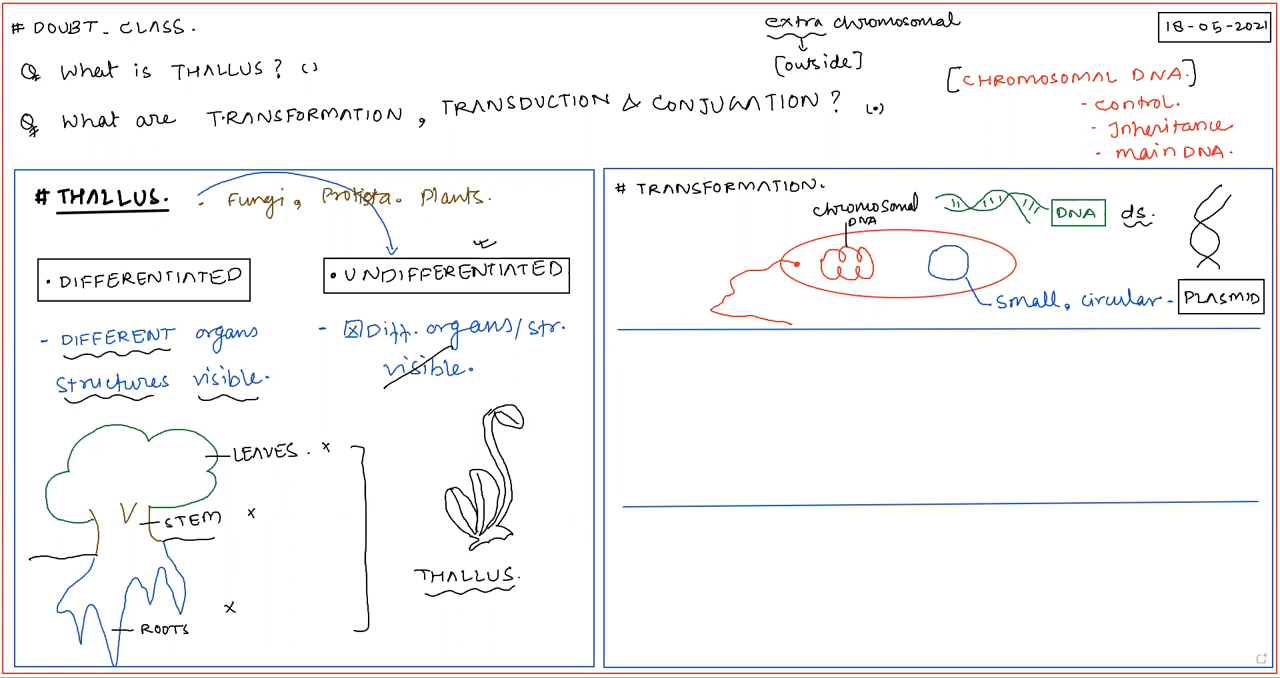 # DOUBT_CLASS.
extra chromosomal
[outside]
18-05-2021
Q What is THALLUS?
Q What are TRANSFORMATION, TRANSDUCTION & CONJUGATION? (.)
[CHROMOSOMAL DNA.]
- control.
- Inheritance
- main DNA.
# THALLUS. - Fungi, Protista. Plants.
• DIFFERENTIATED
• UNDIFFERENTIATED
- DIFFERENT organs
structures visible.
- ☒ Diff. organs/str.
visible.
LEAVES. x
STEM x
ROOTS x
THALLUS.
# TRANSFORMATION.
chromosomal
DNA
DNA ds.
small, circular - PLASMID